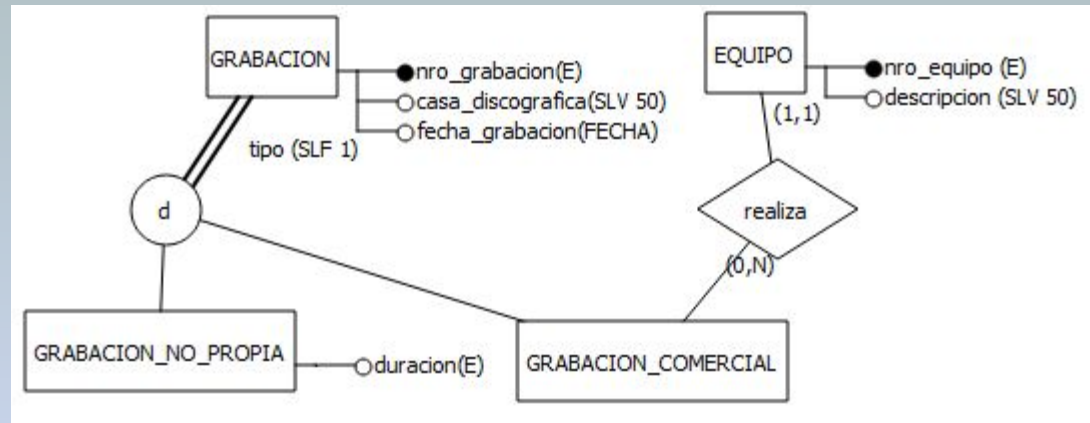 GRABACION
nro_grabacion(E)
casa_discografica(SLV 50)
fecha_grabacion(FECHA)
tipo (SLF 1)
d
GRABACION_NO_PROPIA
duracion(E)
EQUIPO
nro_equipo (E)
descripcion (SLV 50)
(1,1)
realiza
(0,N)
GRABACION_COMERCIAL